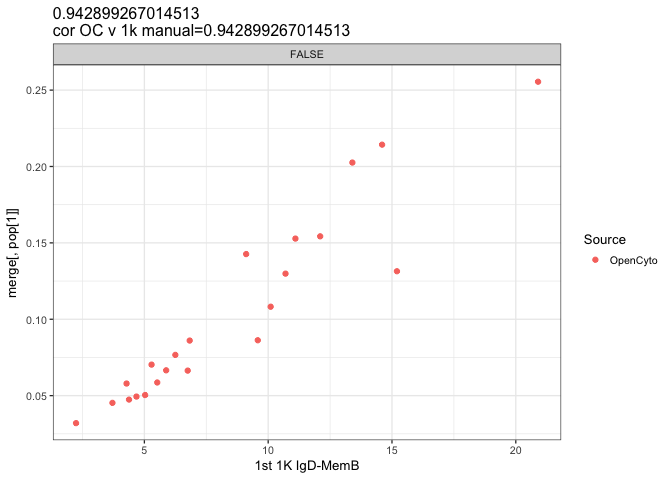 0.942899267014513
cor OC v 1k manual=0.942899267014513
FALSE
0.25
0.20
0.15
0.10
0.05
merge[, pop[1]]
5
10
15
20
1st 1K IgD-MemB
Source
OpenCyto